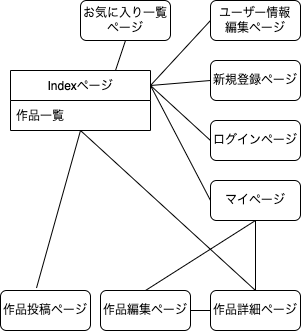 お気に入り一覧
ページ
ユーザー情報
編集ページ
Indexページ
新規登録ページ
作品一覧
ログインページ
マイページ
作品投稿ページ
作品編集ページ
作品詳細ページ